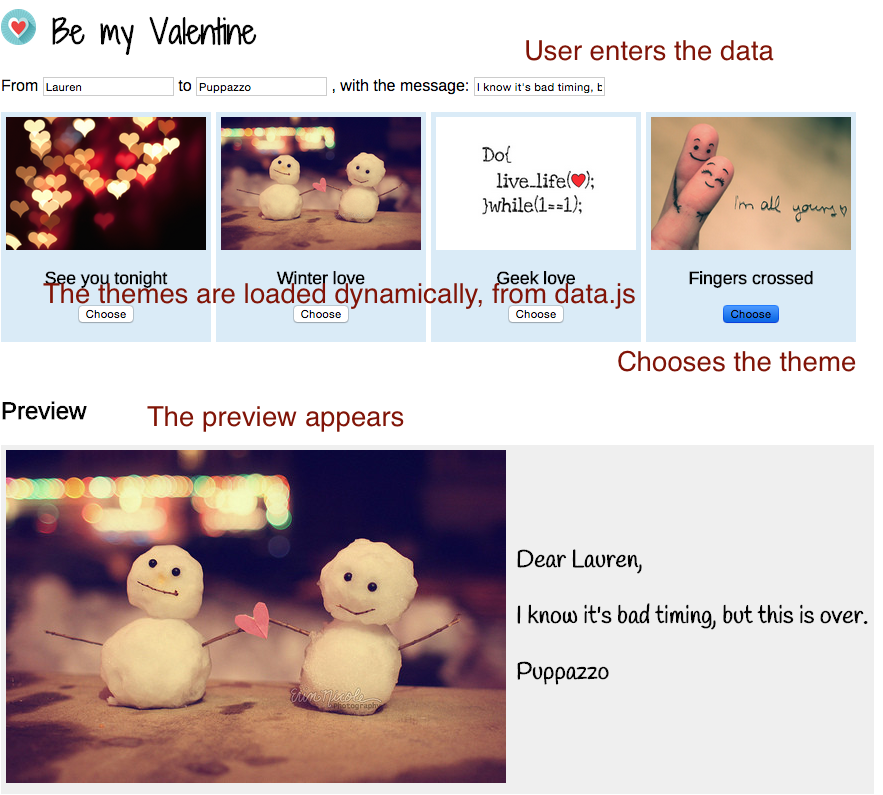 Be my Valentine
User enters the data
From Lauren to Puppazzo , with the message: I know it's bad timing, b
Do{
live_life(❤);
}while(1==1);
I'm all yours
See you tonight
Winter love
Geek love
Fingers crossed
The themes are loaded dynamically, from data.js
Choose
Choose
Choose
Choose
Chooses the theme
Preview
The preview appears
Dear Lauren,
I know it's bad timing, but this is over.
Puppazzo
Erin Nicole
Photography